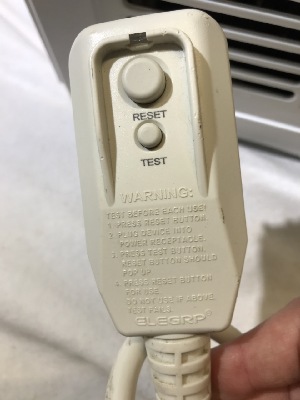 RESET
TEST
WARNING:
TEST BEFORE EACH USE!
1. PRESS RESET BUTTON.
2. PLUG DEVICE INTO
POWER RECEPTACLE.
3. PRESS TEST BUTTON,
RESET BUTTON SHOULD
POP UP.
4. PRESS RESET BUTTON
FOR USE.
DO NOT USE IF ABOVE
TEST FAILS.
ELEGRP®